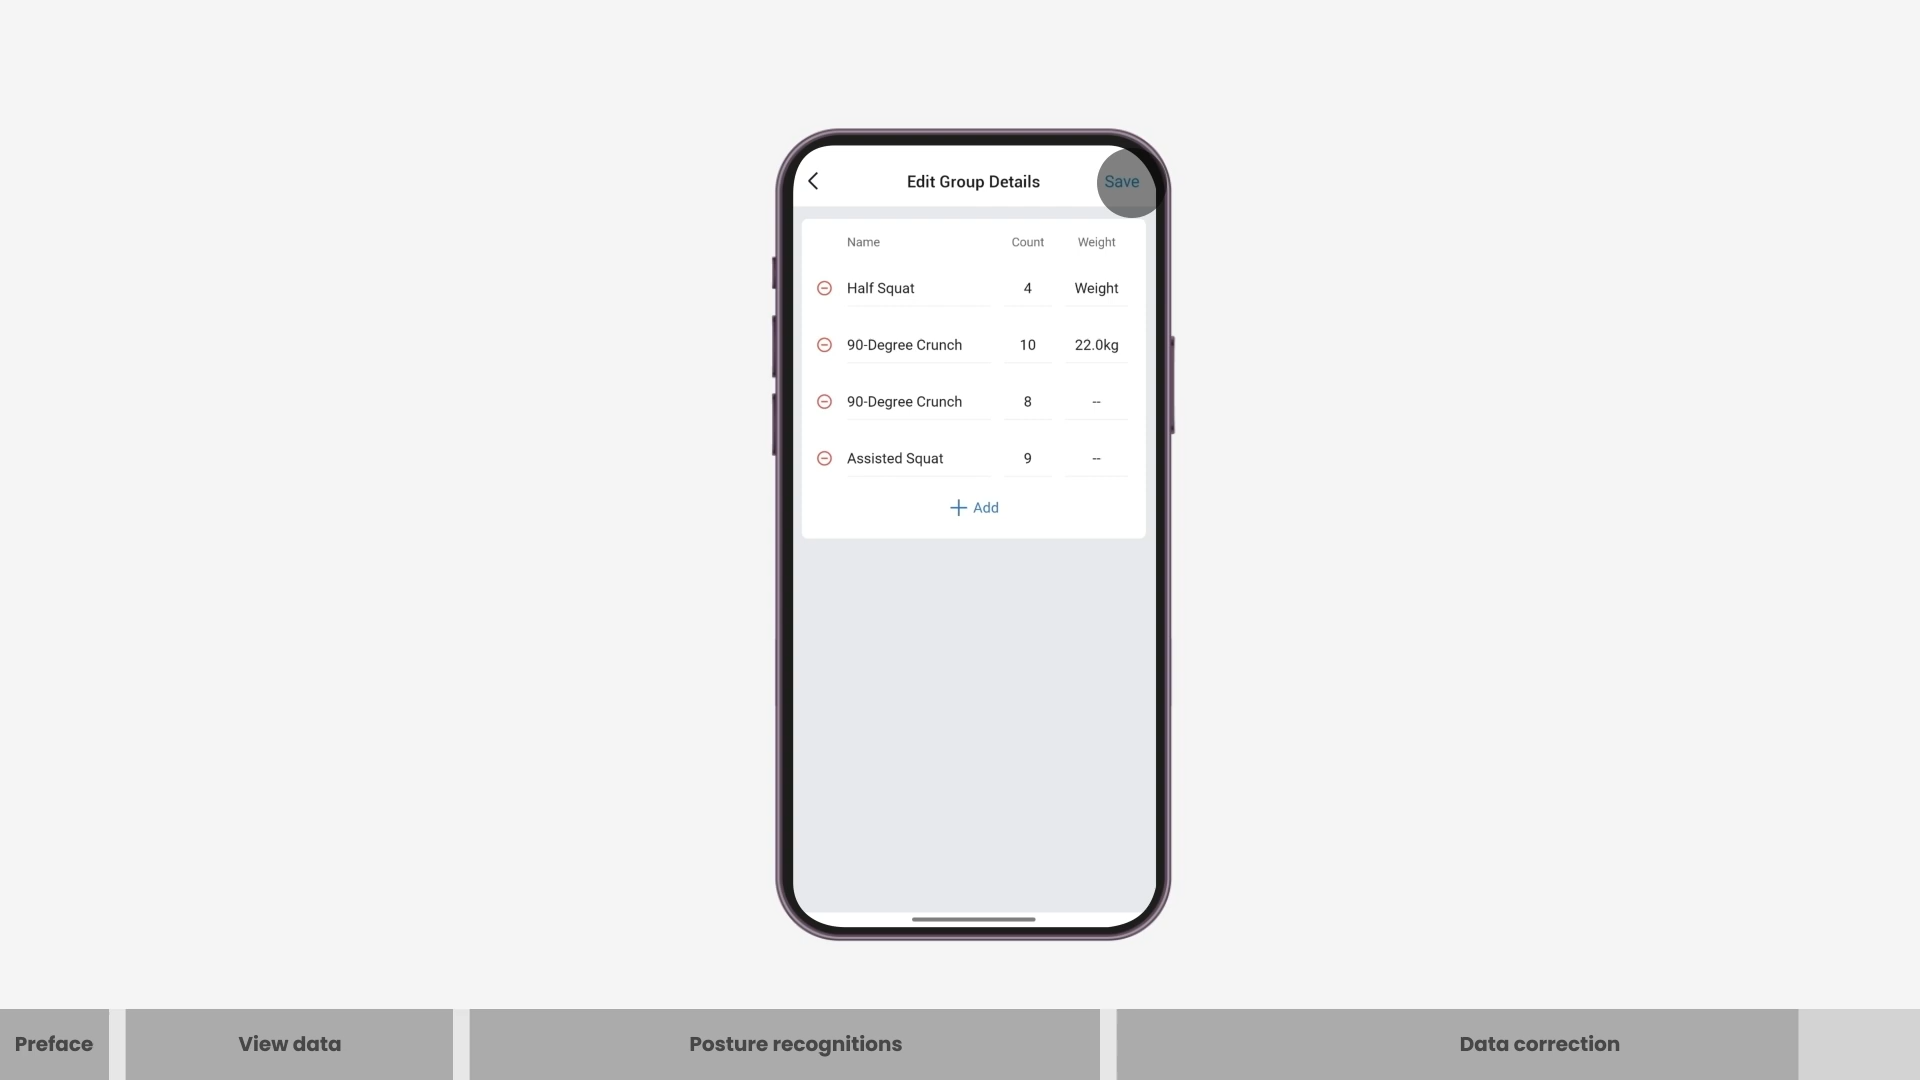 Edit Group Details Save
Name Count Weight
Half Squat 4 Weight
90-Degree Crunch 10 22.0kg
90-Degree Crunch 8 --
Assisted Squat 9 --
Add
Preface View data Posture recognitions Data correction